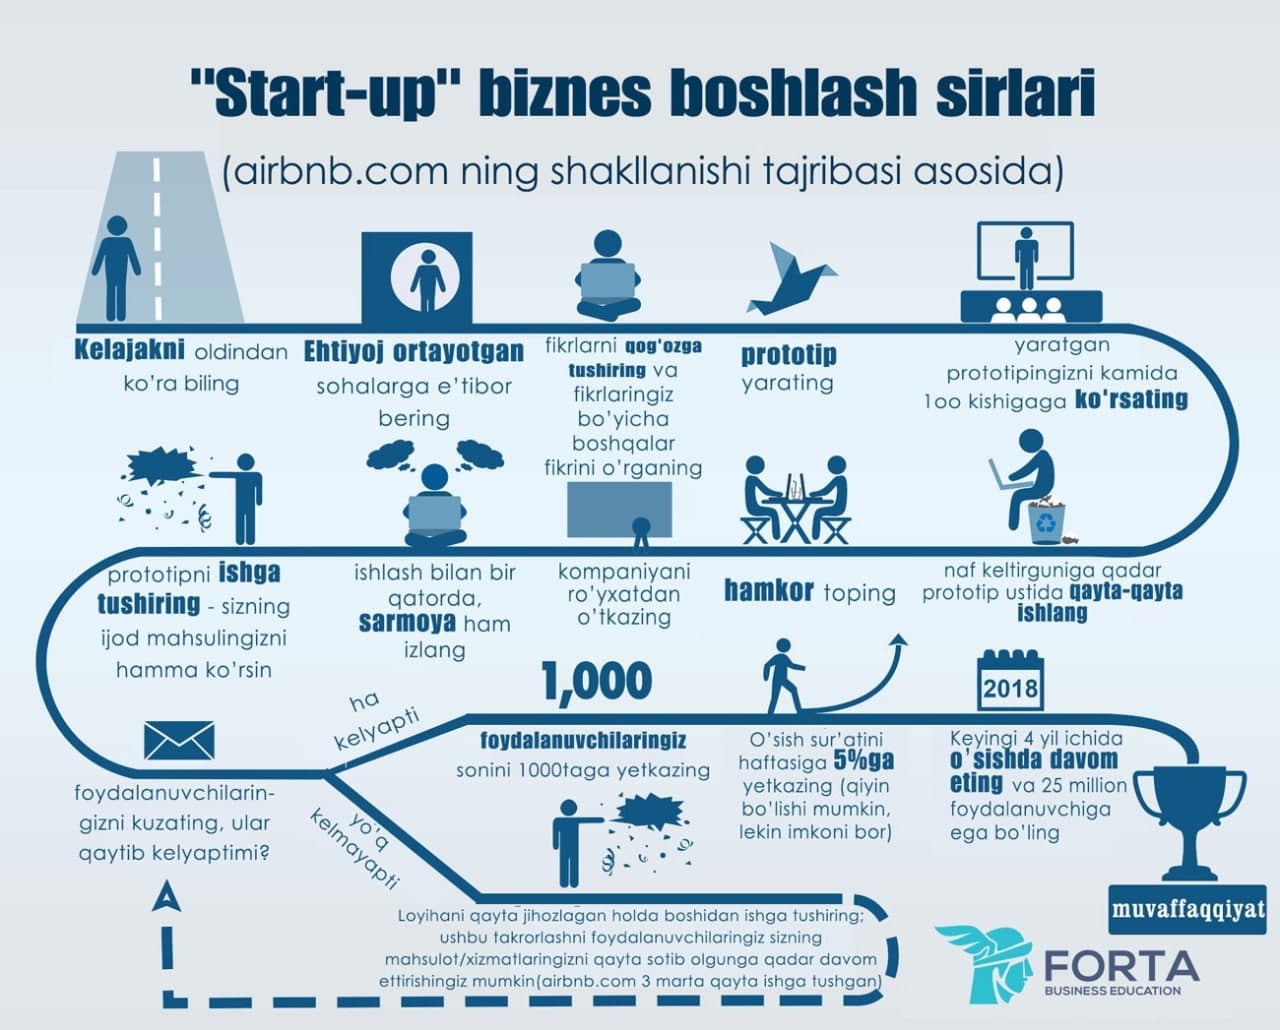 "Start-up" biznes boshlash sirlari
(airbnb.com ning shakllanishi tajribasi asosida)
Kelajakni oldindan
ko'ra biling
Ehtiyoj ortayotgan
sohalarga e'tibor
bering
fikrlarni qog'ozga
tushiring va
fikrlaringiz
bo'yicha
boshqalar
fikrini o'rganing
prototip
yarating
yaratgan
prototipingizni kamida
1oo kishigaga ko'rsating
prototipni ishga
tushiring - sizning
ijod mahsulingizni
hamma ko'rsin
ishlash bilan bir
qatorda,
sarmoya ham
izlang
kompaniyani
ro'yxatdan
o'tkazing
hamkor toping
naf keltirguniga qadar
prototip ustida qayta-qayta
ishlang
foydalanuvchilarin-
gizni kuzating, ular
qaytib kelyaptimi?
ha
kelyapti
yo'q
kelmayapti
1,000
foydalanuvchilaringiz
sonini 1000taga yetkazing
O'sish sur'atini
haftasiga 5%ga
yetkazing (qiyin
bo'lishi mumkin,
lekin imkoni bor)
2018
Keyingi 4 yil ichida
o'sishda davom
eting va 25 million
foydalanuvchiga
ega bo'ling
muvaffaqqiyat
Loyihani qayta jihozlagan holda boshidan ishga tushiring;
ushbu takrorlashni foydalanuvchilaringiz sizning
mahsulot/xizmatlaringizni qayta sotib olgunga qadar davom
ettirishingiz mumkin(airbnb.com 3 marta qayta ishga tushgan)
FORTA
BUSINESS EDUCATION